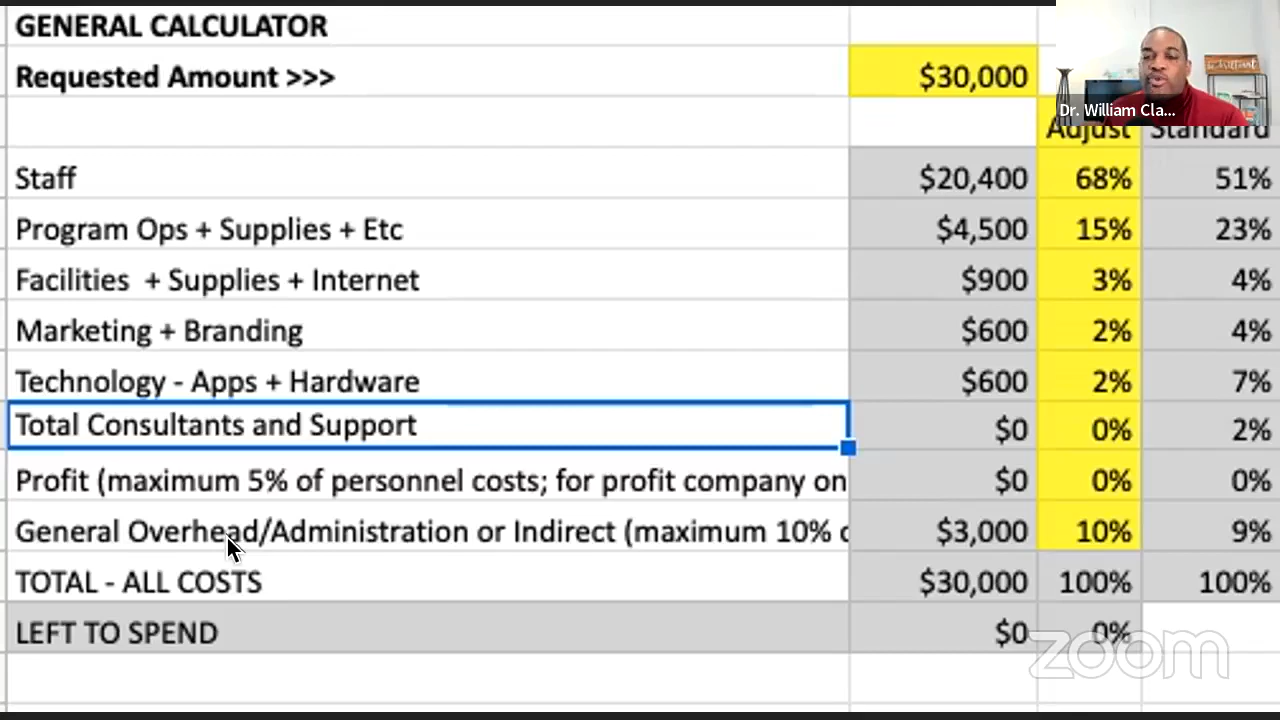 GENERAL CALCULATOR
Requested Amount >>> $30,000
Dr. William Cla...
Adjust Standard
Staff $20,400 68% 51%
Program Ops + Supplies + Etc $4,500 15% 23%
Facilities + Supplies + Internet $900 3% 4%
Marketing + Branding $600 2% 4%
Technology - Apps + Hardware $600 2% 7%
Total Consultants and Support $0 0% 2%
Profit (maximum 5% of personnel costs; for profit company on $0 0% 0%
General Overhead/Administration or Indirect (maximum 10% $3,000 10% 9%
TOTAL - ALL COSTS $30,000 100% 100%
LEFT TO SPEND $0 0%
zoom